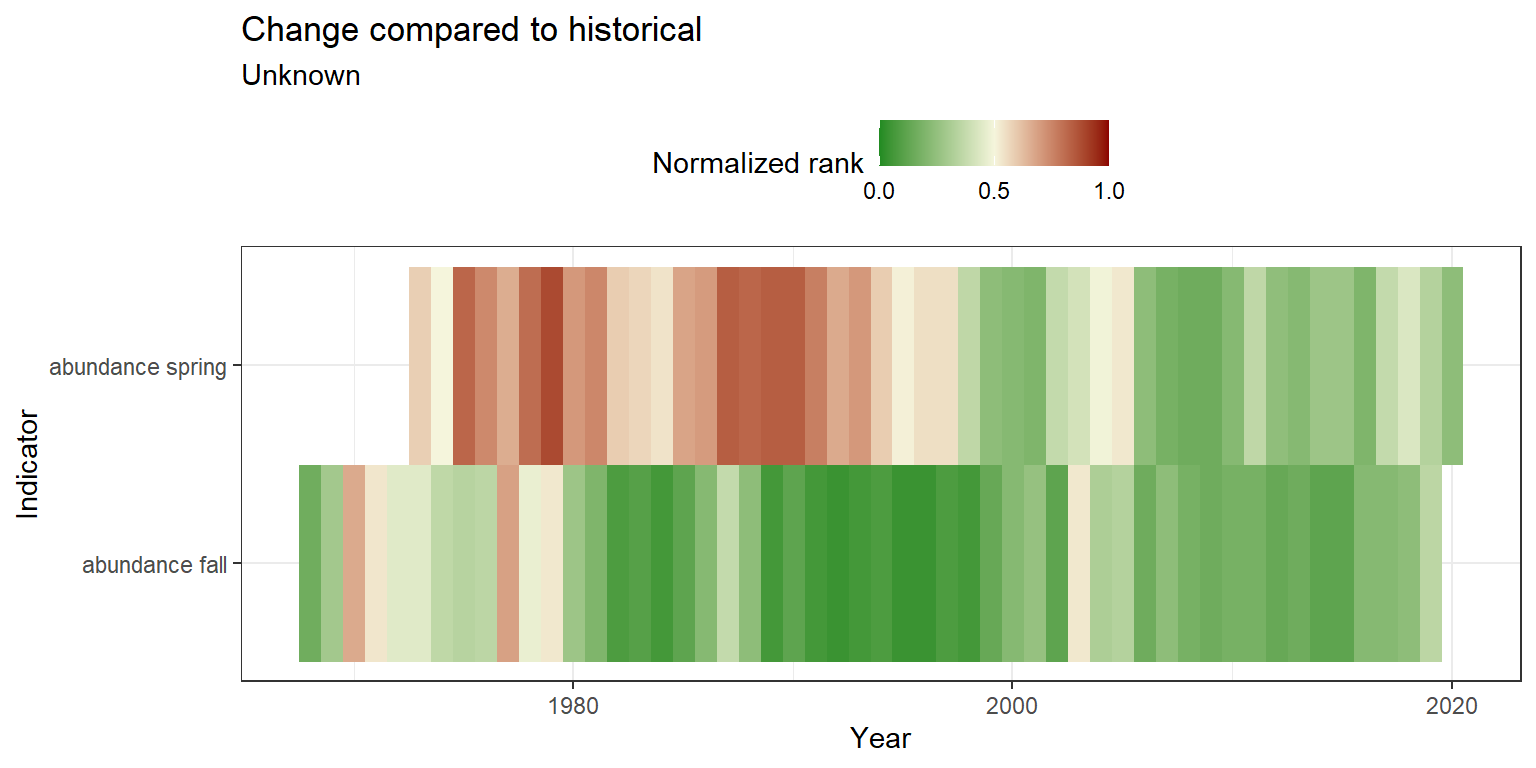 Change compared to historical
Unknown
Normalized rank
0.0 0.5 1.0
abundance spring
abundance fall
Indicator
1980 2000 2020
Year